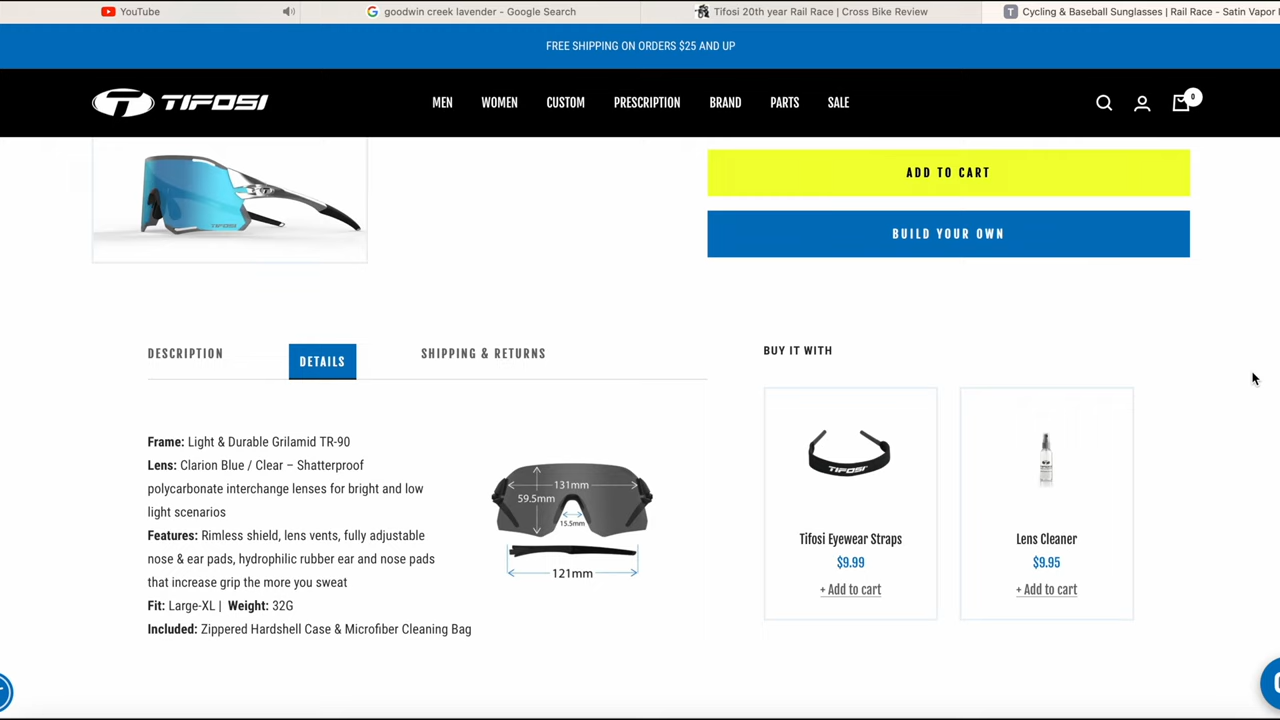 YouTube
goodwin creek lavender - Google Search
Tifosi 20th year Rail Race | Cross Bike Review
T Cycling & Baseball Sunglasses | Rail Race - Satin Vapor
FREE SHIPPING ON ORDERS $25 AND UP
TIFOSI
MEN
WOMEN
CUSTOM
PRESCRIPTION
BRAND
PARTS
SALE
0
ADD TO CART
BUILD YOUR OWN
TIFOSI
DESCRIPTION
DETAILS
SHIPPING & RETURNS
Frame: Light & Durable Grilamid TR-90
Lens: Clarion Blue / Clear – Shatterproof
polycarbonate interchange lenses for bright and low
light scenarios
Features: Rimless shield, lens vents, fully adjustable
nose & ear pads, hydrophilic rubber ear and nose pads
that increase grip the more you sweat
Fit: Large-XL | Weight: 32G
Included: Zippered Hardshell Case & Microfiber Cleaning Bag
131mm
59.5mm
15.5mm
121mm
BUY IT WITH
TIFOSI
Tifosi Eyewear Straps
$9.99
+ Add to cart
Lens Cleaner
$9.95
+ Add to cart